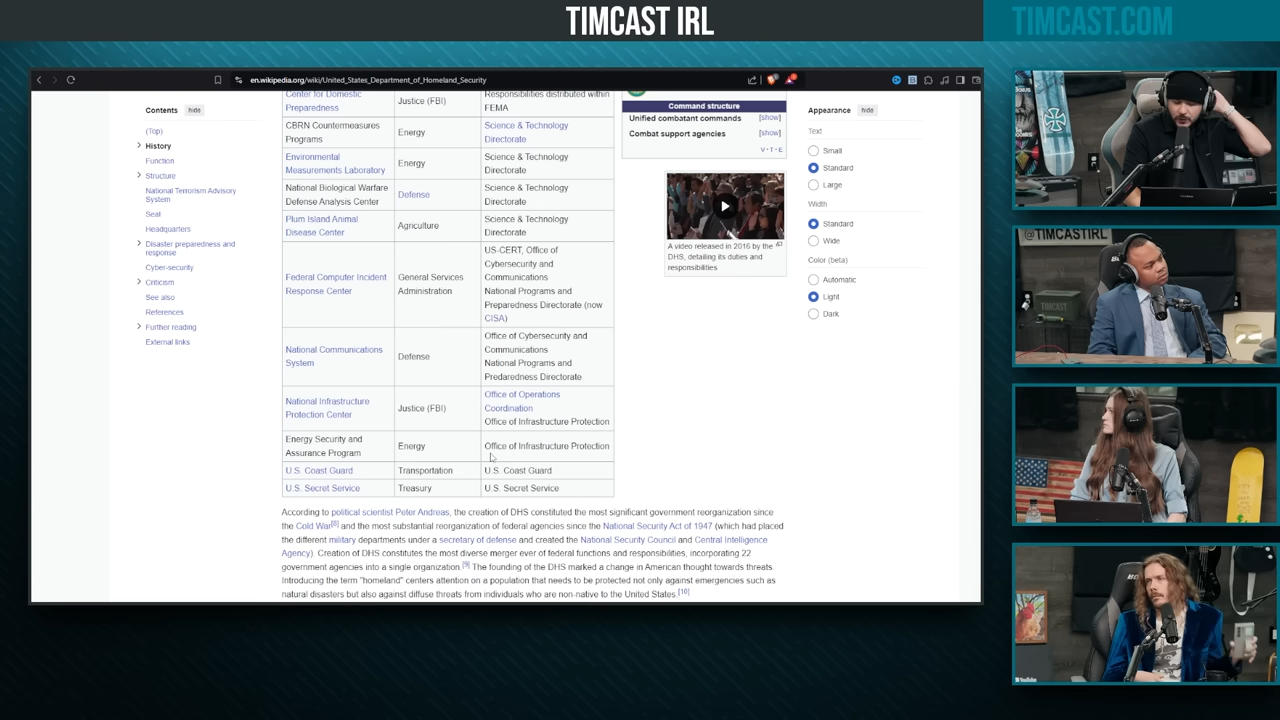 TIMCAST IRL
TIMCAST.COM
en.wikipedia.org/wiki/United_States_Department_of_Homeland_Security
Contents hide
(Top)
History
Function
Structure
National Terrorism Advisory
System
Seal
Headquarters
Disaster preparedness and
response
Cyber-security
Criticism
See also
References
Further reading
External links
Center for Domestic
Preparedness
Justice (FBI)
Responsibilities distributed within
FEMA
CBRN Countermeasures
Programs
Energy
Science & Technology
Directorate
Environmental
Measurements Laboratory
Energy
Science & Technology
Directorate
National Biological Warfare
Defense Analysis Center
Defense
Science & Technology
Directorate
Plum Island Animal
Disease Center
Agriculture
Science & Technology
Directorate
Federal Computer Incident
Response Center
General Services
Administration
US-CERT, Office of
Cybersecurity and
Communications
National Programs and
Preparedness Directorate (now
CISA)
National Communications
System
Defense
Office of Cybersecurity and
Communications
National Programs and
Predaredness Directorate
National Infrastructure
Protection Center
Justice (FBI)
Office of Operations
Coordination
Office of Infrastructure Protection
Energy Security and
Assurance Program
Energy
Office of Infrastructure Protection
U.S. Coast Guard
Transportation
U.S. Coast Guard
U.S. Secret Service
Treasury
U.S. Secret Service
According to political scientist Peter Andreas, the creation of DHS constituted the most significant government reorganization since
the Cold War[8] and the most substantial reorganization of federal agencies since the National Security Act of 1947 (which had placed
the different military departments under a secretary of defense and created the National Security Council and Central Intelligence
Agency). Creation of DHS constitutes the most diverse merger ever of federal functions and responsibilities, incorporating 22
government agencies into a single organization.[9] The founding of the DHS marked a change in American thought towards threats.
Introducing the term "homeland" centers attention on a population that needs to be protected not only against emergencies such as
natural disasters but also against diffuse threats from individuals who are non-native to the United States.[10]
Command structure
Unified combatant commands [show]
Combat support agencies [show]
V · T · E
A video released in 2016 by the
DHS, detailing its duties and
responsibilities
Appearance hide
Text
Small
Standard
Large
Width
Standard
Wide
Color (beta)
Automatic
Light
Dark
@TIMCASTIRL